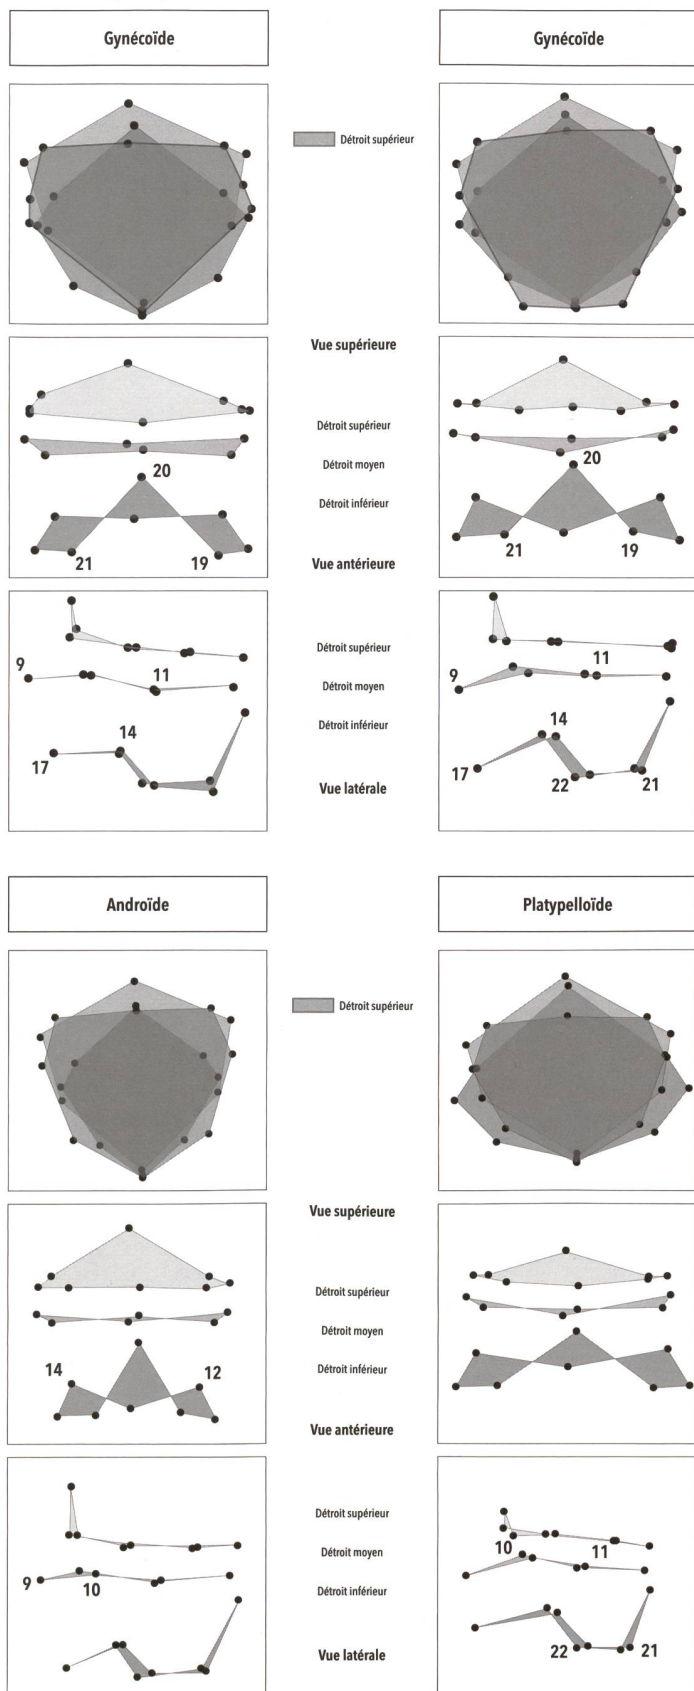 Gynécoïde
Gynécoïde
Détroit supérieur
Vue supérieure
Détroit supérieur
Détroit moyen
20
20
Détroit inférieur
21
19
21
19
Vue antérieure
Détroit supérieur
9
11
Détroit moyen
9
11
Détroit inférieur
14
14
17
17
22
21
Vue latérale
Androïde
Platypelloïde
Détroit supérieur
Vue supérieure
Détroit supérieur
Détroit moyen
14
12
Détroit inférieur
Vue antérieure
Détroit supérieur
10
11
Détroit moyen
9
10
Détroit inférieur
22
21
Vue latérale